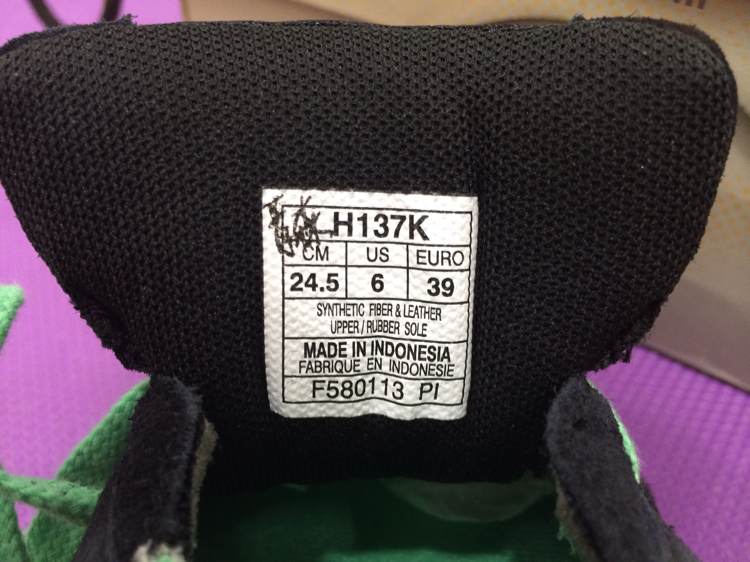 H137K
CM US EURO
24.5 6 39
SYNTHETIC FIBER & LEATHER
UPPER / RUBBER SOLE
MADE IN INDONESIA
FABRIQUE EN INDONESIE
F580113 PI